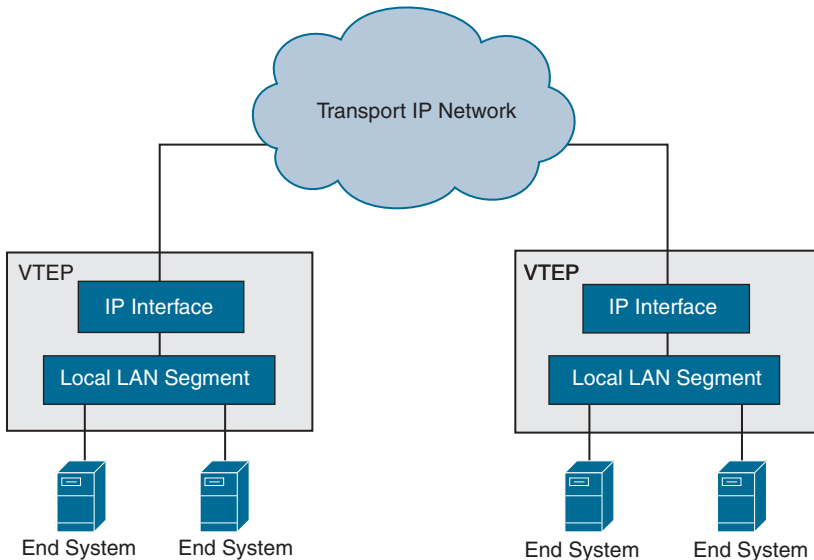 Transport IP Network
VTEP
IP Interface
Local LAN Segment
End System
End System
VTEP
IP Interface
Local LAN Segment
End System
End System